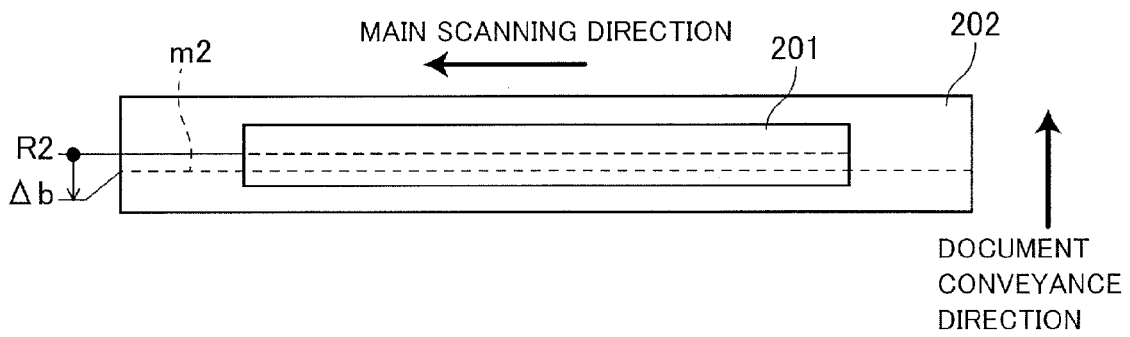 MAIN SCANNING DIRECTION
m2
201
202
R2
Δb
DOCUMENT
CONVEYANCE
DIRECTION